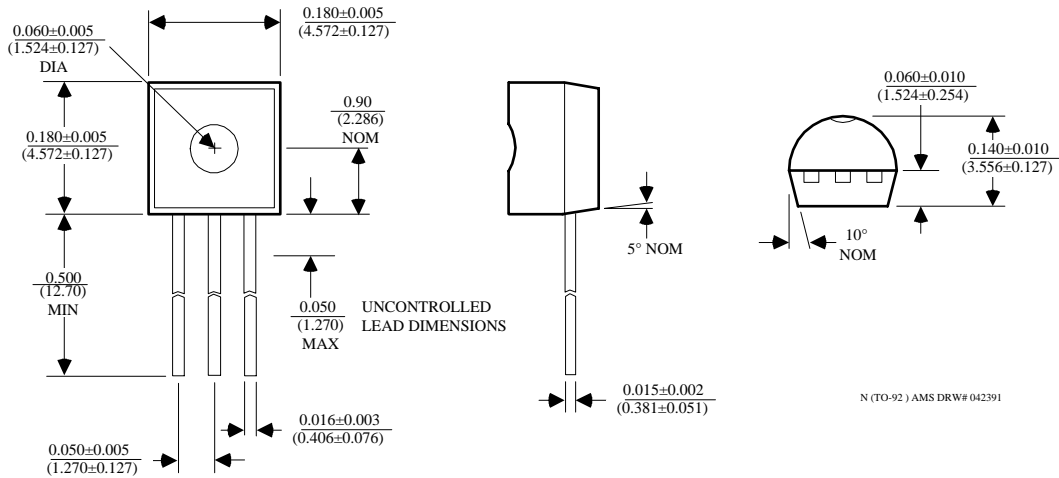 0.060±0.005
(1.524±0.127)
DIA
0.180±0.005
(4.572±0.127)
0.180±0.005
(4.572±0.127)
0.90
(2.286)
NOM
0.500
(12.70)
MIN
0.050
(1.270)
MAX
UNCONTROLLED
LEAD DIMENSIONS
0.016±0.003
(0.406±0.076)
0.050±0.005
(1.270±0.127)
5° NOM
0.015±0.002
(0.381±0.051)
0.060±0.010
(1.524±0.254)
0.140±0.010
(3.556±0.127)
10°
NOM
N (TO-92 ) AMS DRW# 042391